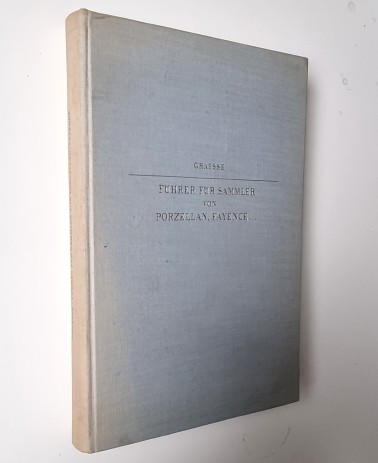 GRAESSE
FÜHRER FÜR SAMMLER
VON
PORZELLAN, FAYENCE...